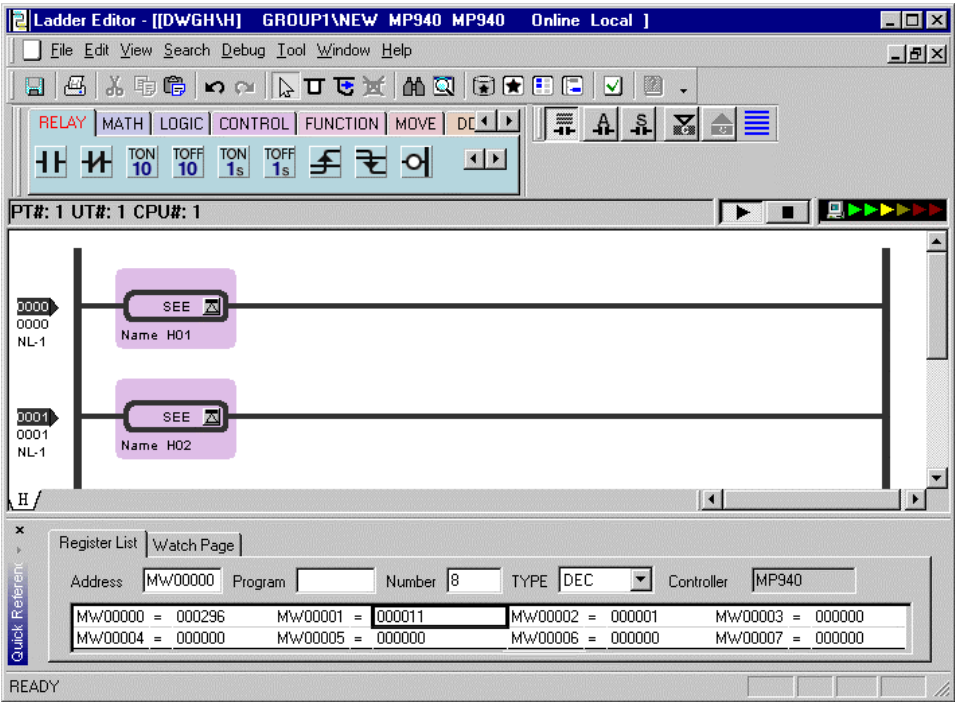 Ladder Editor - [[DWGH\H] GROUP1\NEW MP940 MP940 Online Local ]
File Edit View Search Debug Tool Window Help
RELAY MATH LOGIC CONTROL FUNCTION MOVE
A S
TON 10 TOFF 10 TON 1s TOFF 1s
PT#: 1 UT#: 1 CPU#: 1
0000 SEE
0000
NL-1 Name H01
0001 SEE
0001
NL-1 Name H02
H
Register List Watch Page
Address MW00000 Program Number 8 TYPE DEC Controller MP940
MW00000 = 000296 MW00001 = 000011 MW00002 = 000001 MW00003 = 000000
MW00004 = 000000 MW00005 = 000000 MW00006 = 000000 MW00007 = 000000
READY